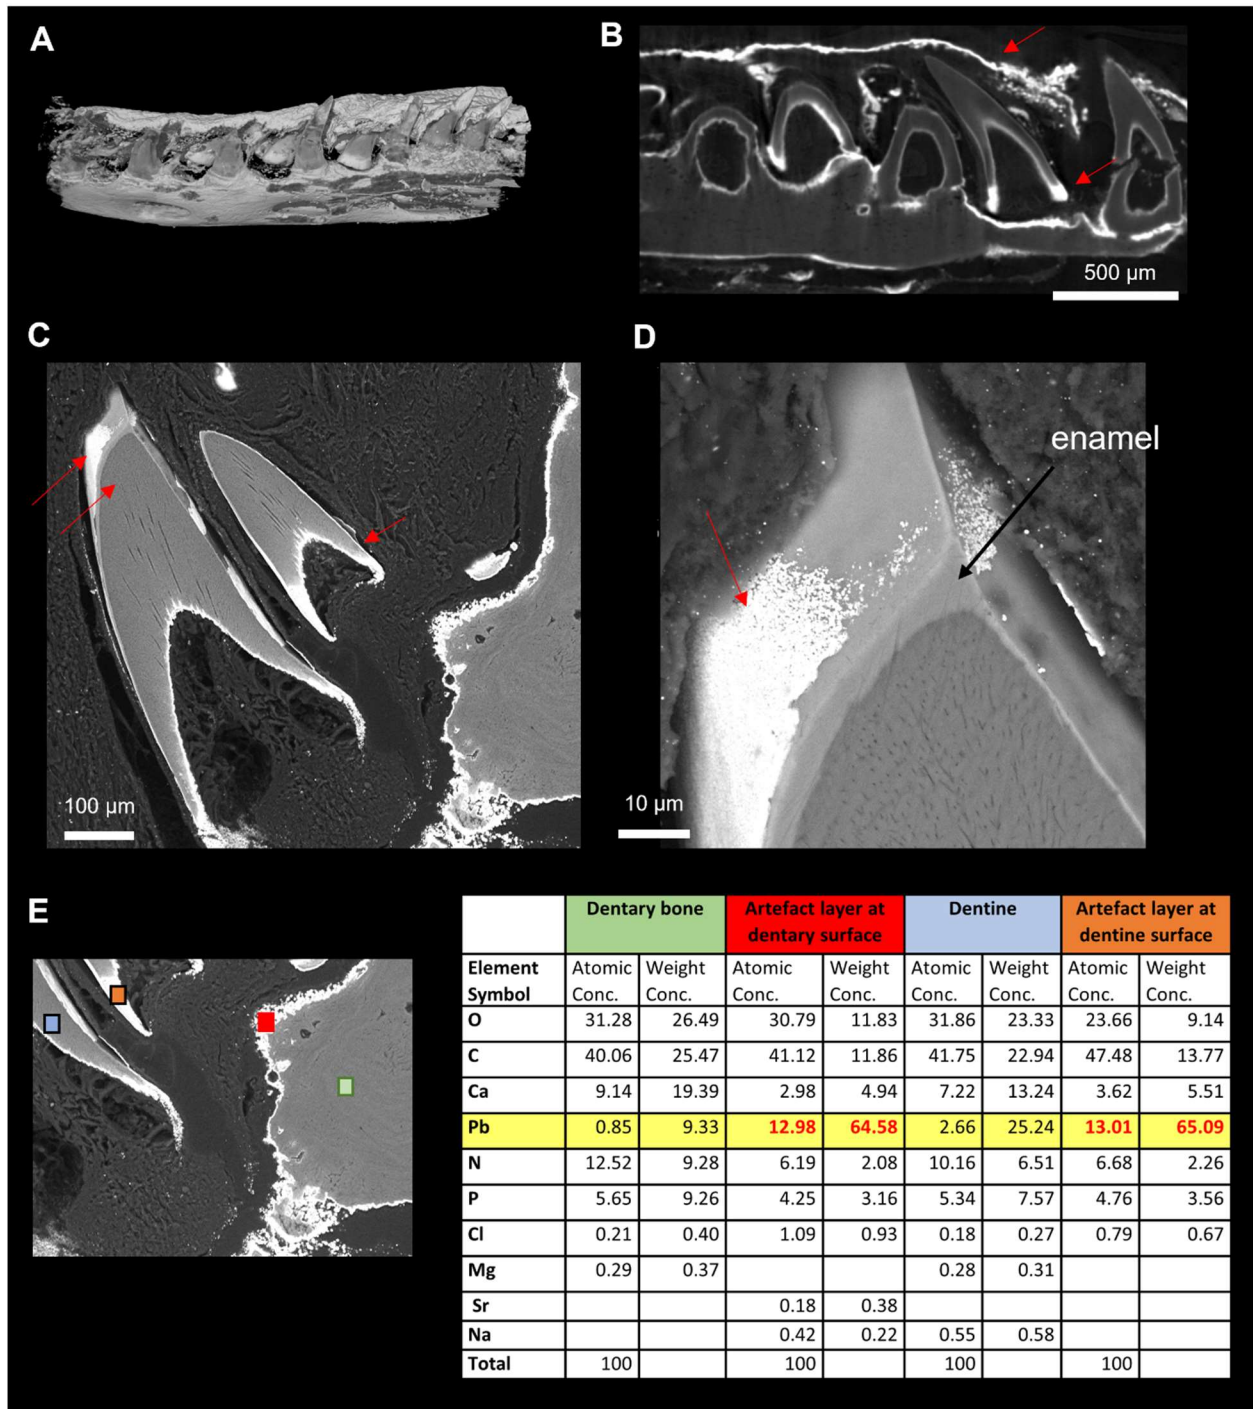 A
B
500 µm
C
D
enamel
100 µm
10 µm
E
Dentary bone Artefact layer at dentary surface Dentine Artefact layer at dentine surface
Element Symbol Atomic Conc. Weight Conc. Atomic Conc. Weight Conc. Atomic Conc. Weight Conc. Atomic Conc. Weight Conc.
O 31.28 26.49 30.79 11.83 31.86 23.33 23.66 9.14
C 40.06 25.47 41.12 11.86 41.75 22.94 47.48 13.77
Ca 9.14 19.39 2.98 4.94 7.22 13.24 3.62 5.51
Pb 0.85 9.33 12.98 64.58 2.66 25.24 13.01 65.09
N 12.52 9.28 6.19 2.08 10.16 6.51 6.68 2.26
P 5.65 9.26 4.25 3.16 5.34 7.57 4.76 3.56
Cl 0.21 0.40 1.09 0.93 0.18 0.27 0.79 0.67
Mg 0.29 0.37 0.28 0.31
Sr 0.18 0.38
Na 0.42 0.22 0.55 0.58
Total 100 100 100 100